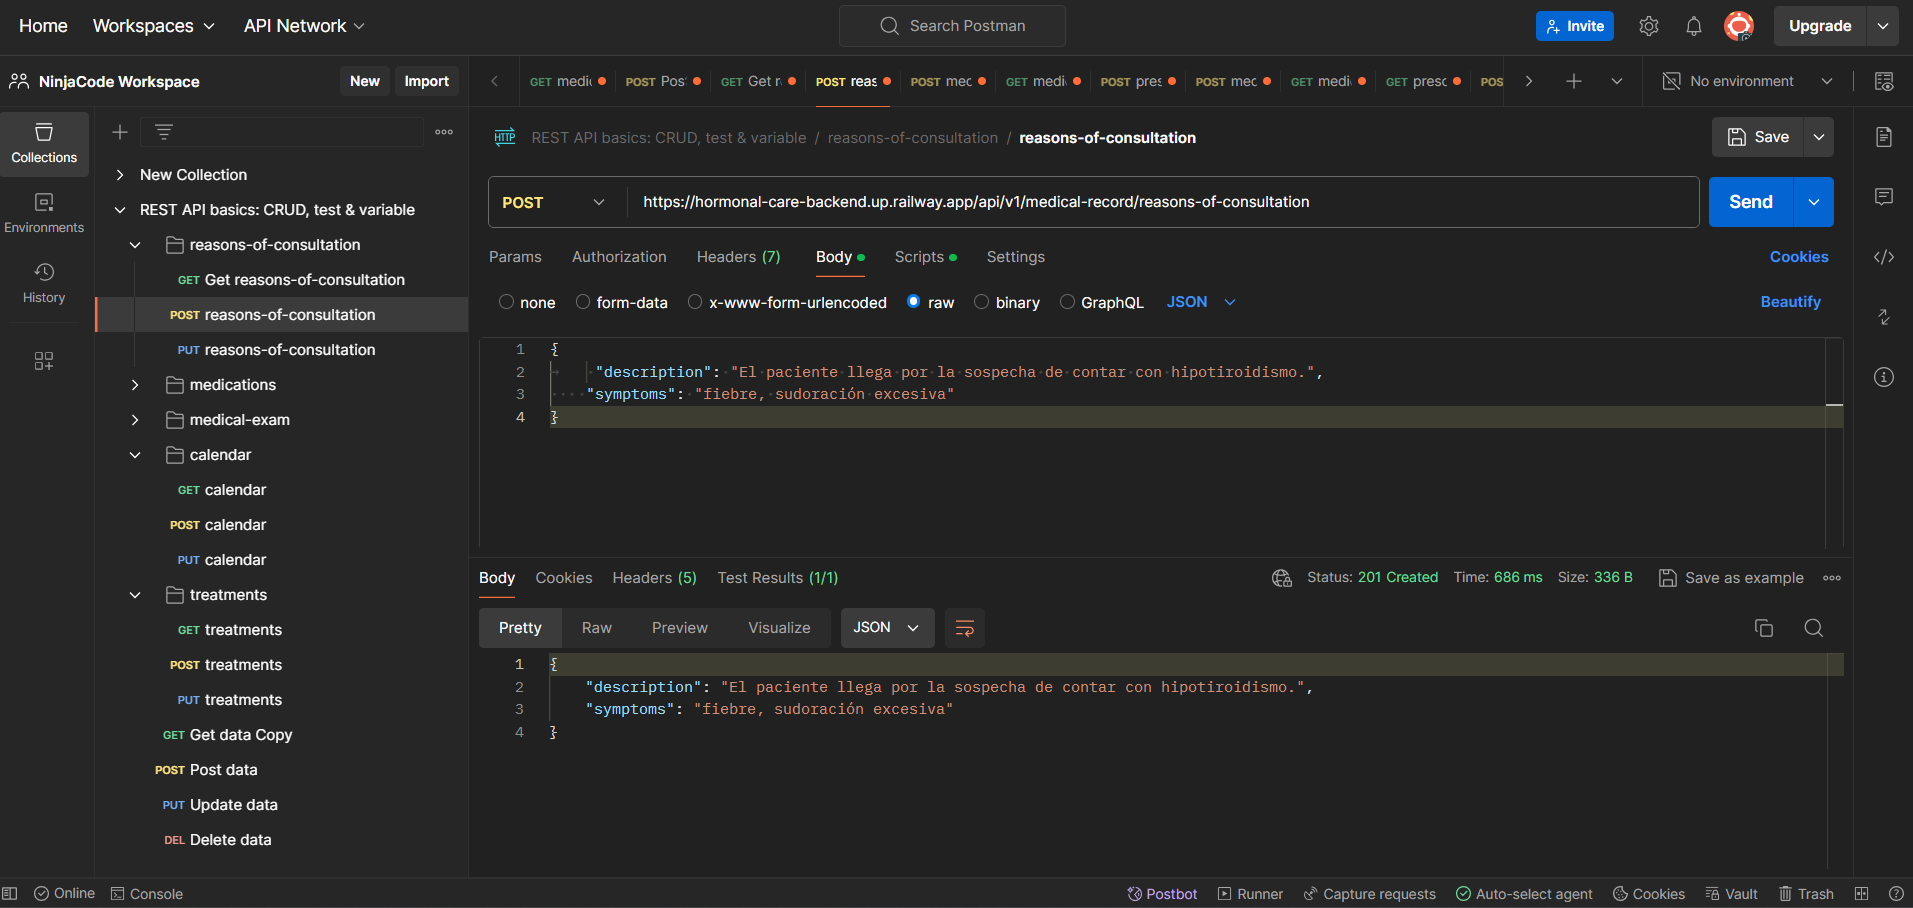 Home Workspaces API Network Search Postman Invite Upgrade
NinjaCode Workspace New Import
GET medic POST Pos GET Get r POST reas POST mec GET medi POST pres POST mec GET medi GET presc POS No environment
Collections
Environments
History
New Collection
REST API basics: CRUD, test & variable
reasons-of-consultation
GET Get reasons-of-consultation
POST reasons-of-consultation
PUT reasons-of-consultation
medications
medical-exam
calendar
GET calendar
POST calendar
PUT calendar
treatments
GET treatments
POST treatments
PUT treatments
GET Get data Copy
POST Post data
PUT Update data
DEL Delete data
HTTP REST API basics: CRUD, test & variable / reasons-of-consultation / reasons-of-consultation Save
POST https://hormonal-care-backend.up.railway.app/api/v1/medical-record/reasons-of-consultation Send
Params Authorization Headers (7) Body Scripts Settings Cookies
none form-data x-www-form-urlencoded raw binary GraphQL JSON Beautify
1 {
2 "description": "El paciente llega por la sospecha de contar con hipotiroidismo.",
3 "symptoms": "fiebre, sudoración excesiva"
4 }
Body Cookies Headers (5) Test Results (1/1) Status: 201 Created Time: 686 ms Size: 336 B Save as example
Pretty Raw Preview Visualize JSON
1 {
2 "description": "El paciente llega por la sospecha de contar con hipotiroidismo.",
3 "symptoms": "fiebre, sudoración excesiva"
4 }
Online Console Postbot Runner Capture requests Auto-select agent Cookies Vault Trash